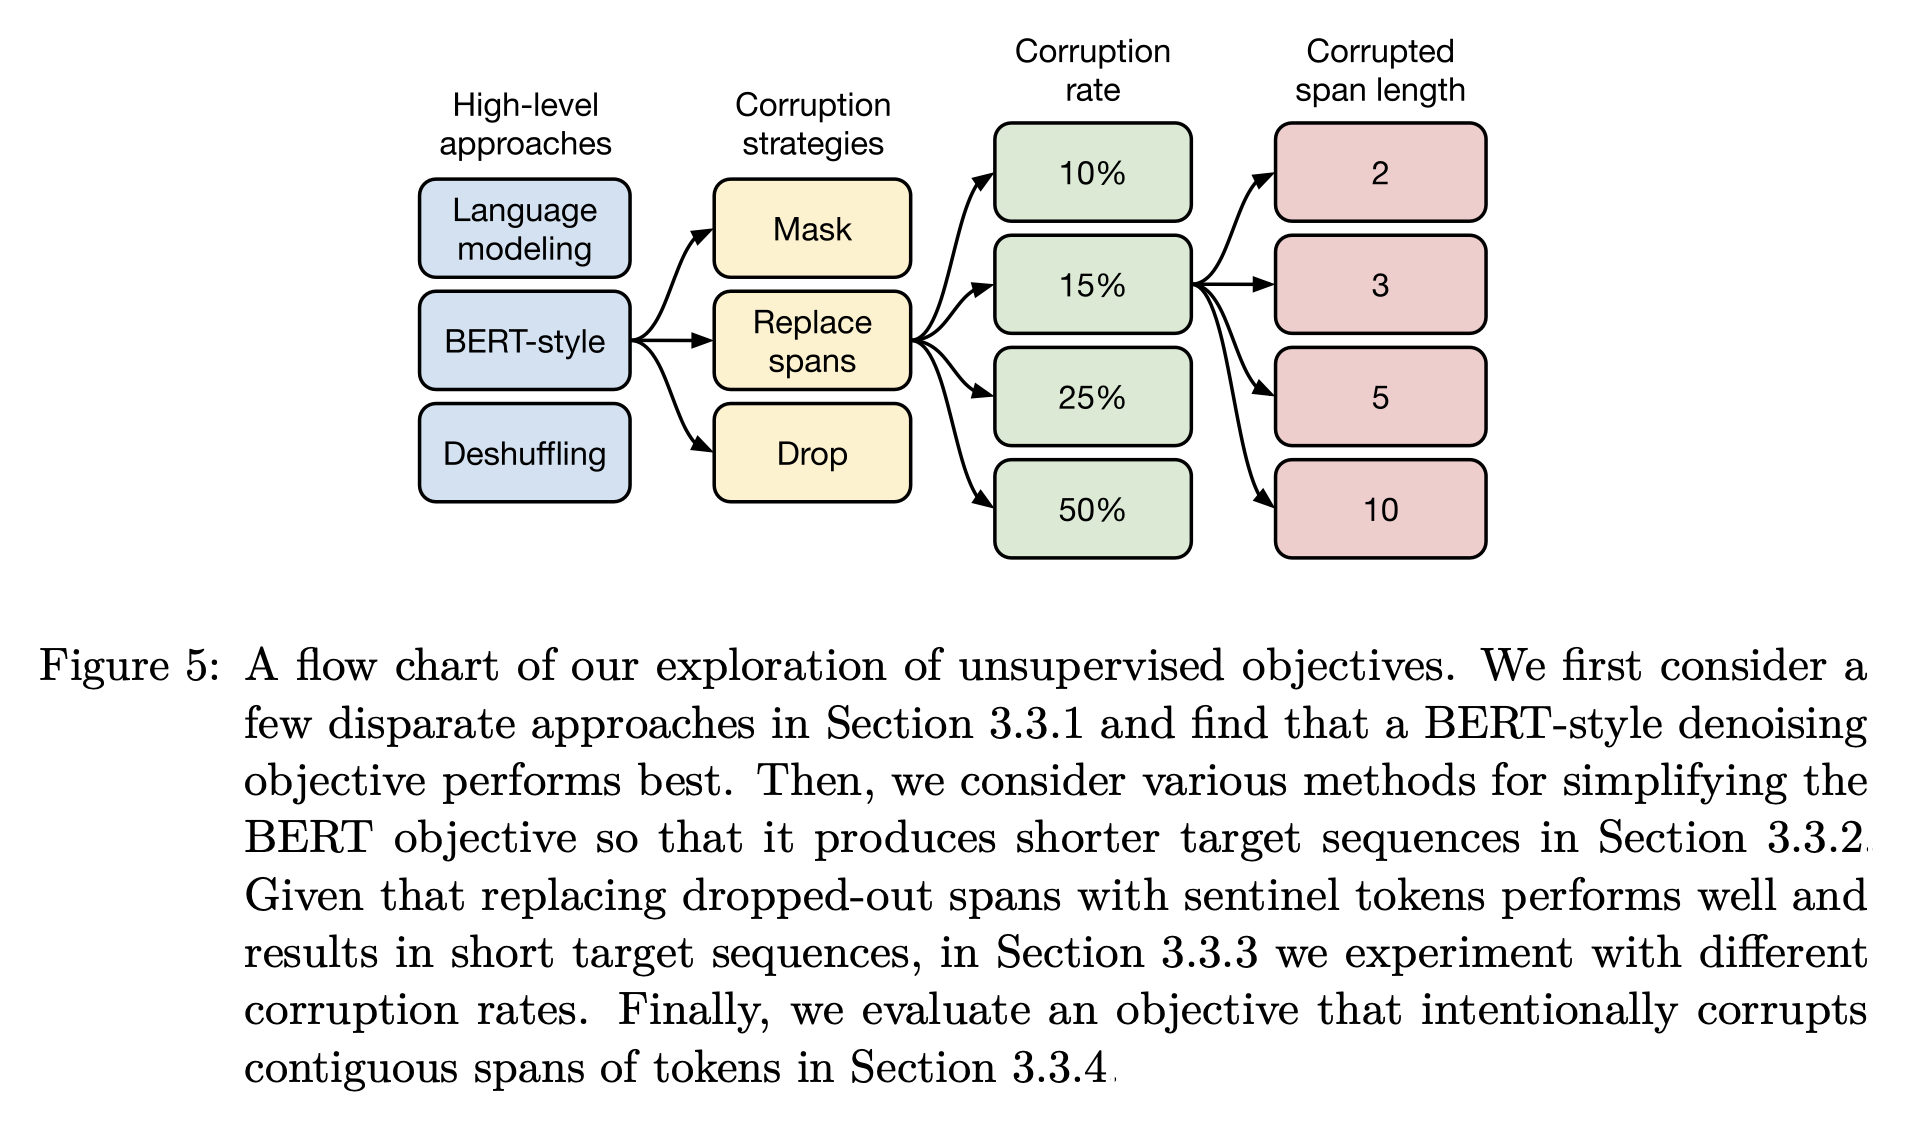 High-level
approaches
Language
modeling
BERT-style
Deshuffling
Corruption
strategies
Mask
Replace
spans
Drop
Corruption
rate
10%
15%
25%
50%
Corrupted
span length
2
3
5
10
Figure 5: A flow chart of our exploration of unsupervised objectives. We first consider a
few disparate approaches in Section 3.3.1 and find that a BERT-style denoising
objective performs best. Then, we consider various methods for simplifying the
BERT objective so that it produces shorter target sequences in Section 3.3.2.
Given that replacing dropped-out spans with sentinel tokens performs well and
results in short target sequences, in Section 3.3.3 we experiment with different
corruption rates. Finally, we evaluate an objective that intentionally corrupts
contiguous spans of tokens in Section 3.3.4.